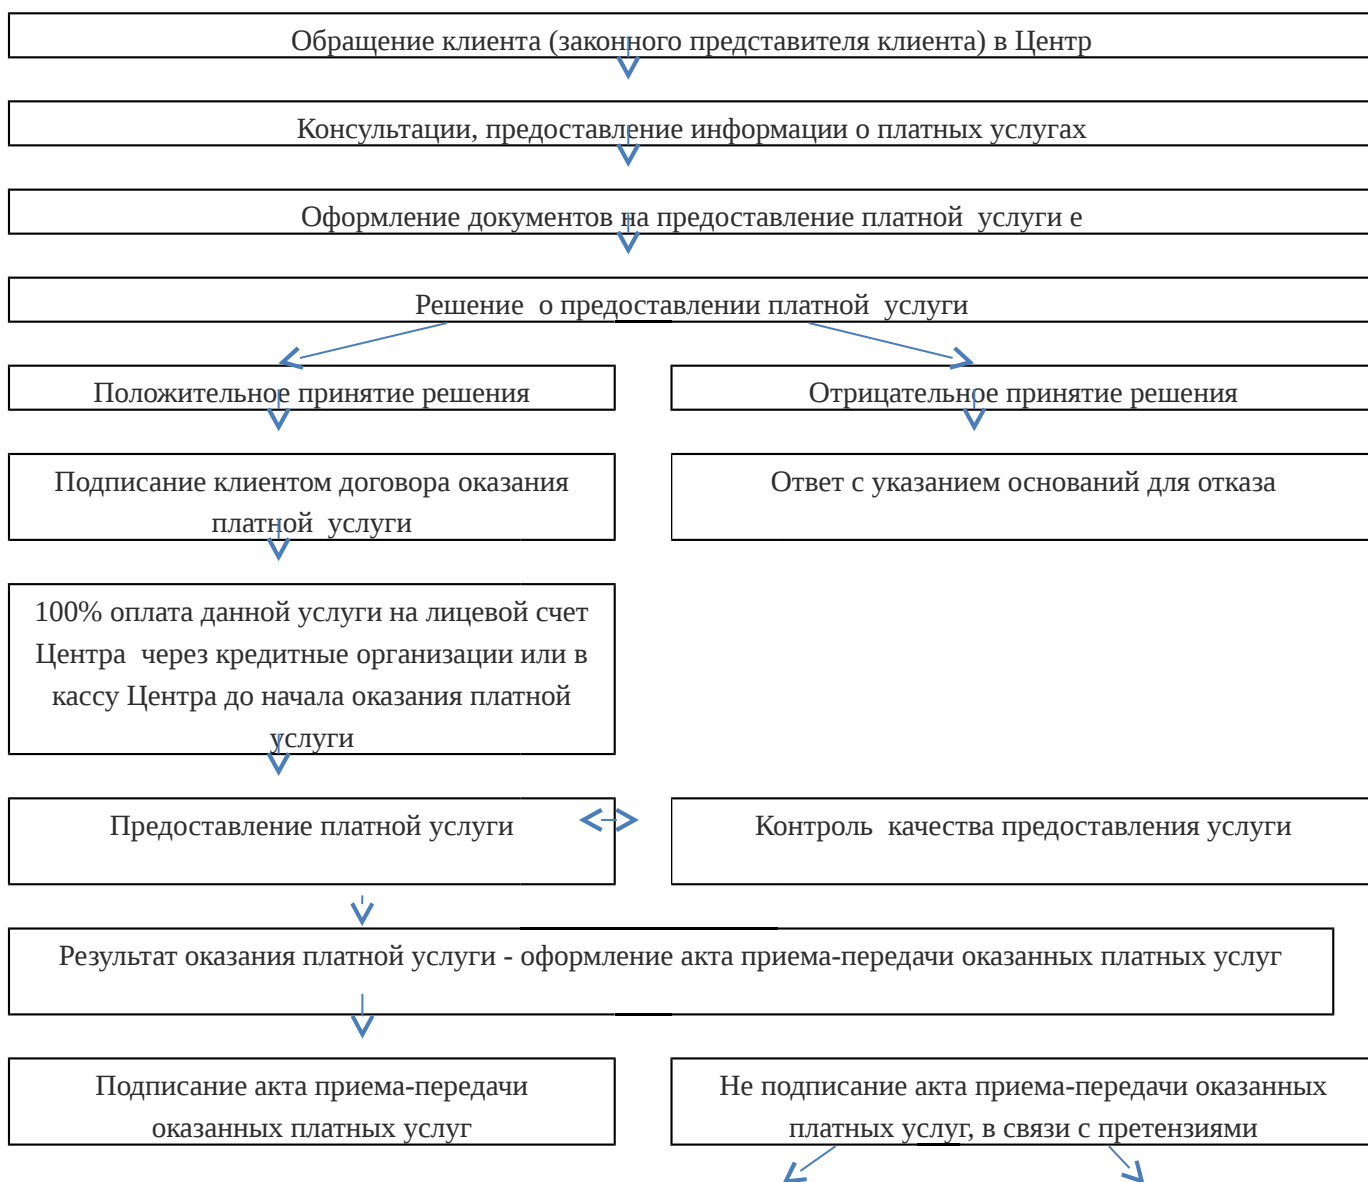 Обращение клиента (законного представителя клиента) в Центр
Консультации, предоставление информации о платных услугах
Оформление документов на предоставление платной  услуги е
Решение  о предоставлении платной  услуги
Положительное принятие решения
Отрицательное принятие решения
Подписание клиентом договора оказания
платной  услуги
Ответ с указанием оснований для отказа
100% оплата данной услуги на лицевой счет
Центра  через кредитные организации или в
кассу Центра до начала оказания платной
услуги
Предоставление платной услуги
Контроль  качества предоставления услуги
Результат оказания платной услуги - оформление акта приема-передачи оказанных платных услуг
Подписание акта приема-передачи
оказанных платных услуг
Не подписание акта приема-передачи оказанных
платных услуг, в связи с претензиями